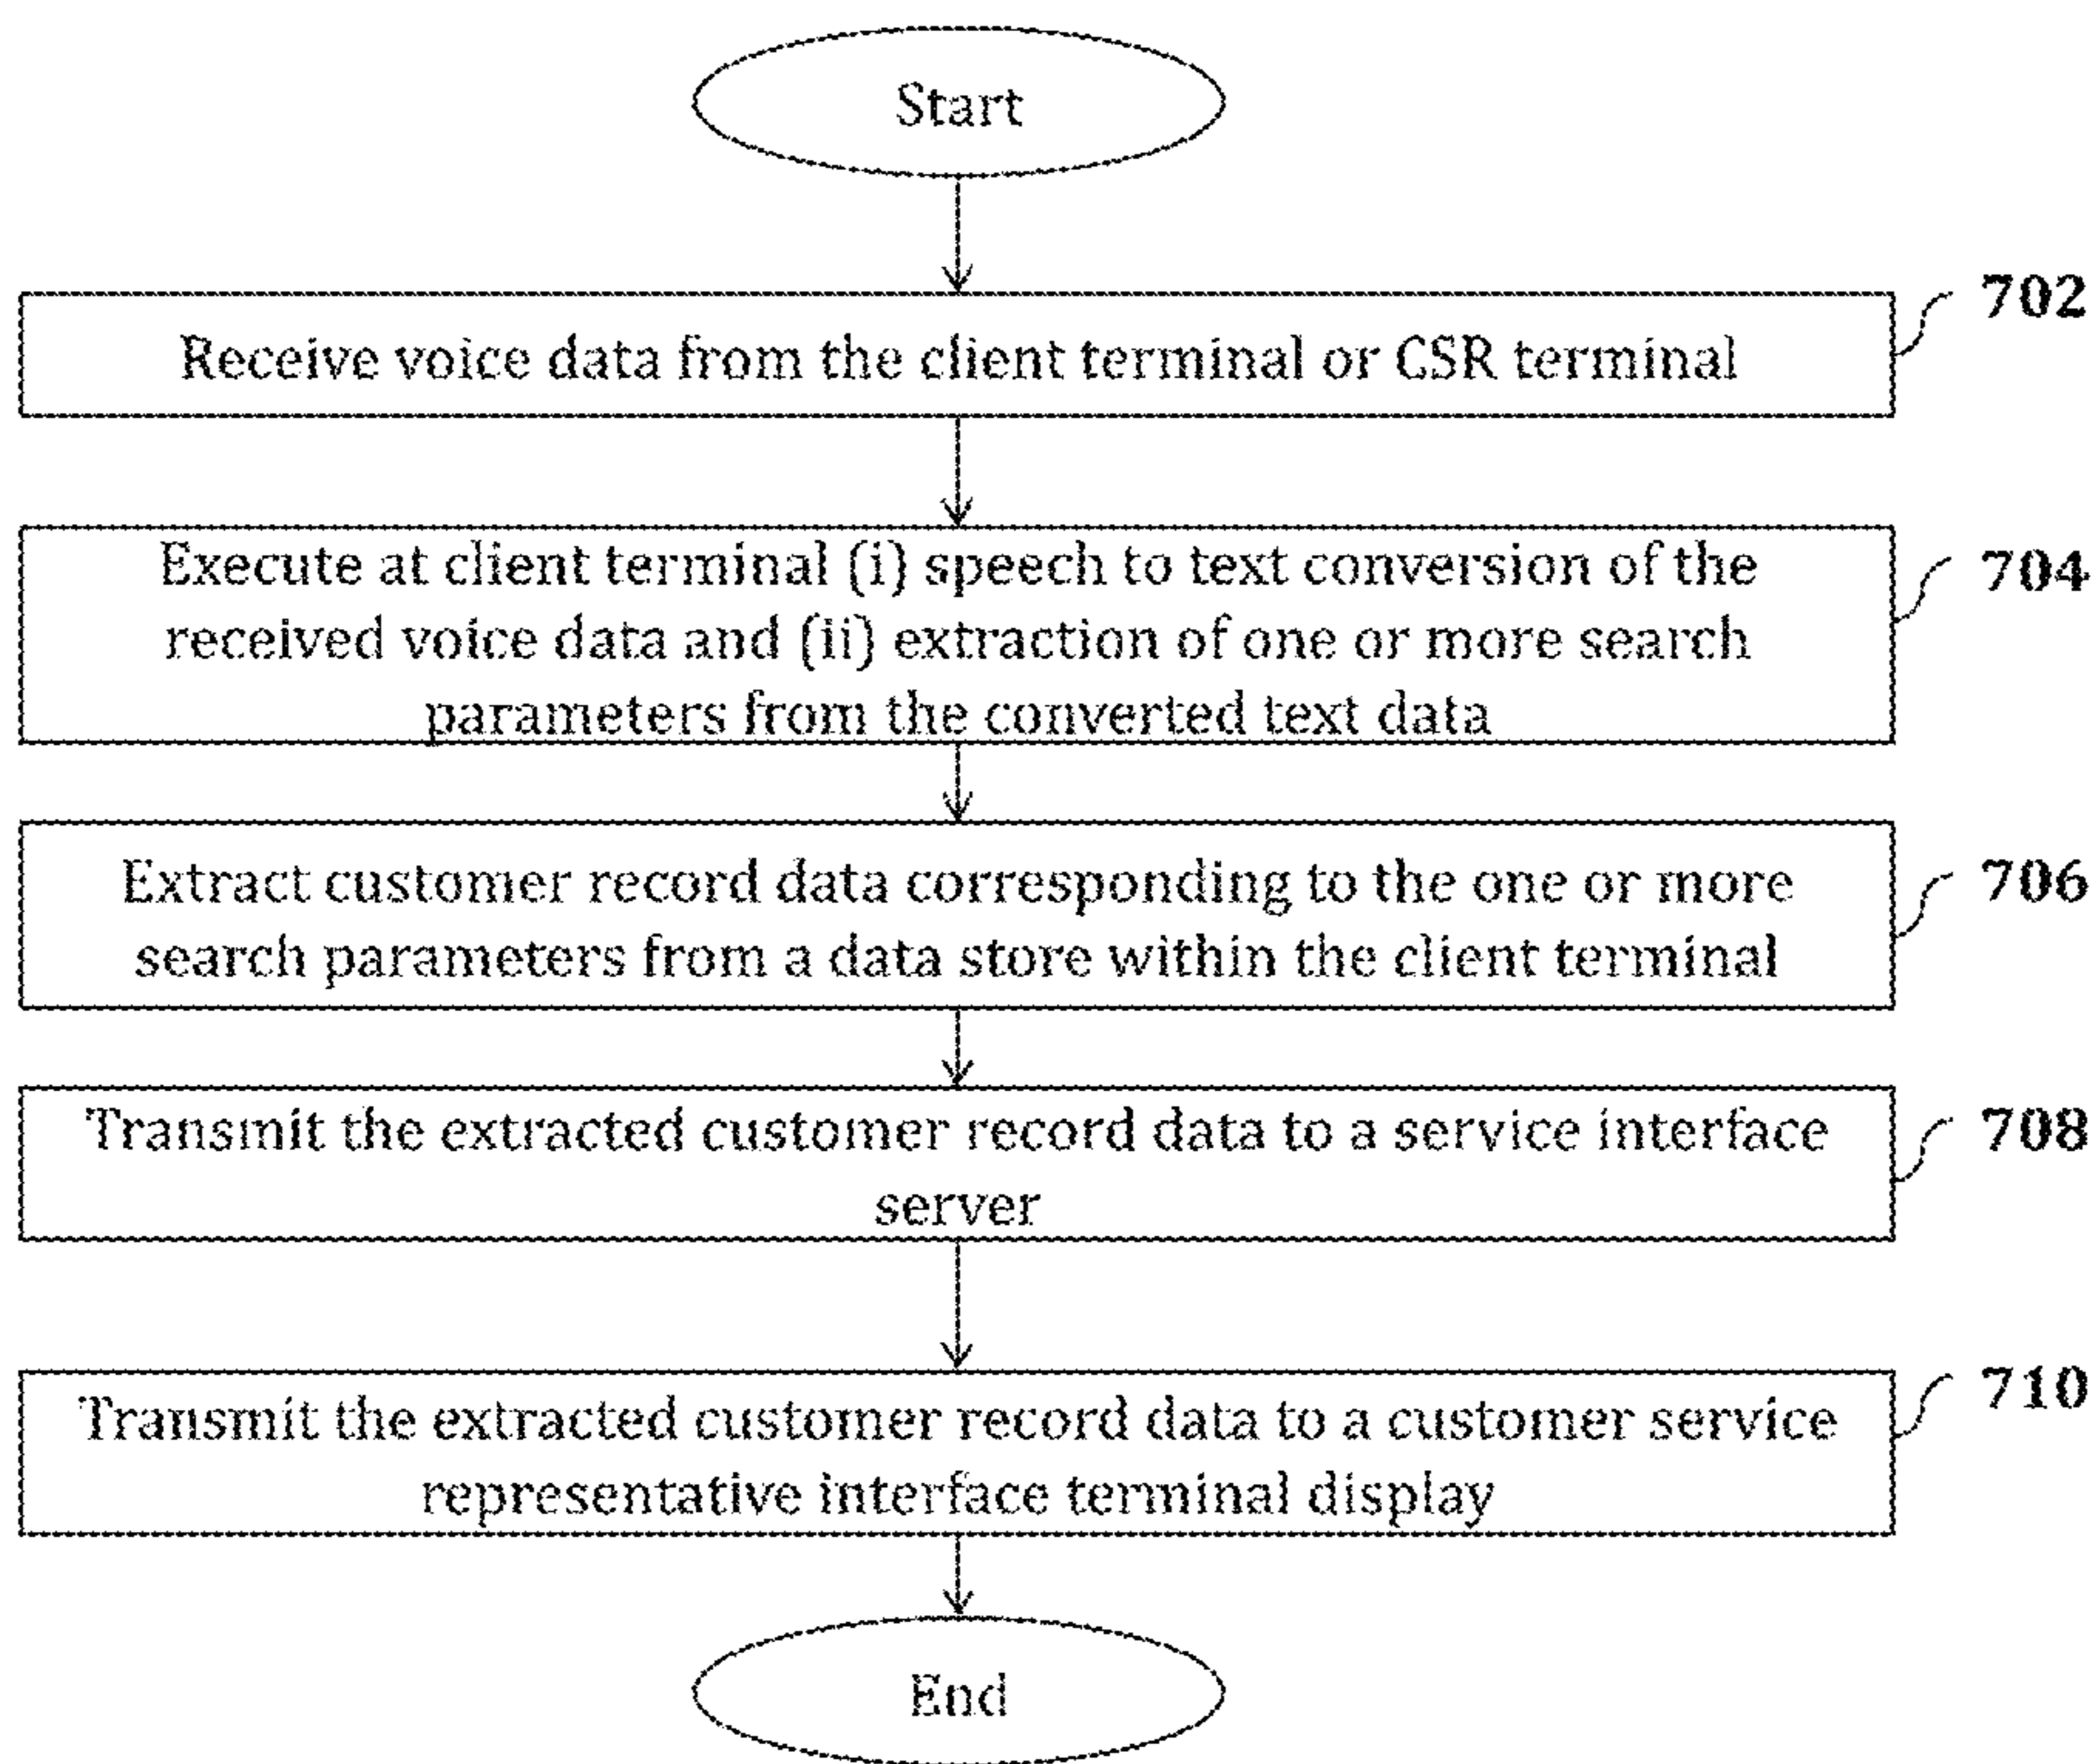 Start
702
Receive voice data from the client terminal or CSR terminal
704
Execute at client terminal (i) speech to text conversion of the
received voice data and (ii) extraction of one or more search
parameters from the converted text data
706
Extract customer record data corresponding to the one or more
search parameters from a data store within the client terminal
708
Transmit the extracted customer record data to a service interface
server
710
Transmit the extracted customer record data to a customer service
representative interface terminal display
End